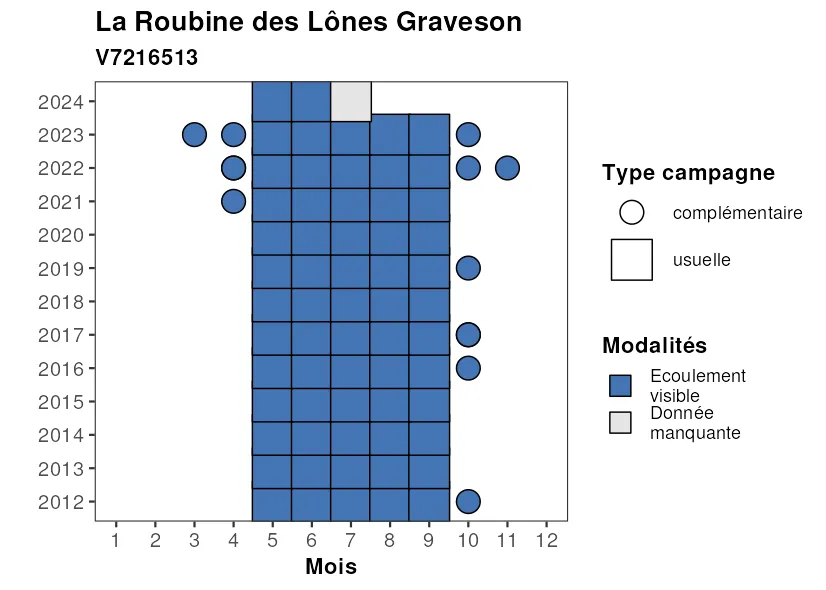 La Roubine des Lônes Graveson
V7216513
2024
2023
2022
2021
2020
2019
2018
2017
2016
2015
2014
2013
2012
1 2 3 4 5 6 7 8 9 10 11 12
Mois
Type campagne
complémentaire
usuelle
Modalités
Ecoulement
visible
Donnée
manquante